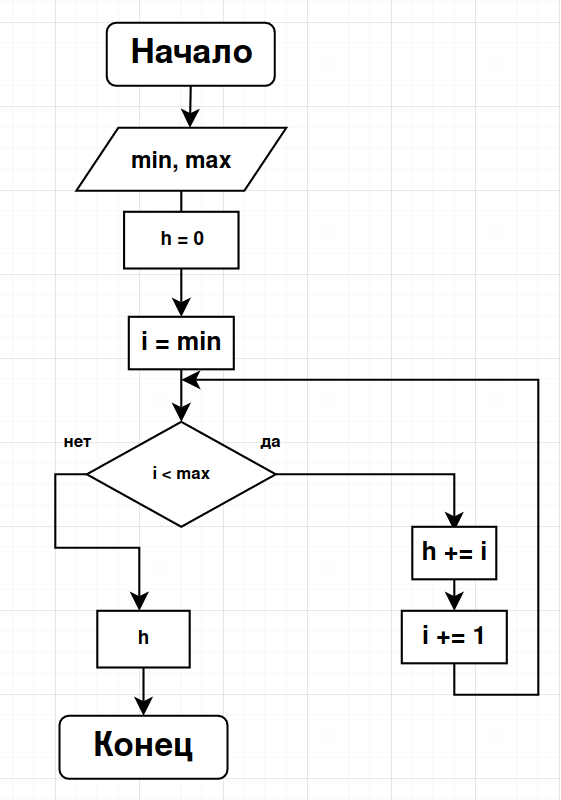 Начало
min, max
h = 0
i = min
нет
да
i < max
h += i
i += 1
h
Конец